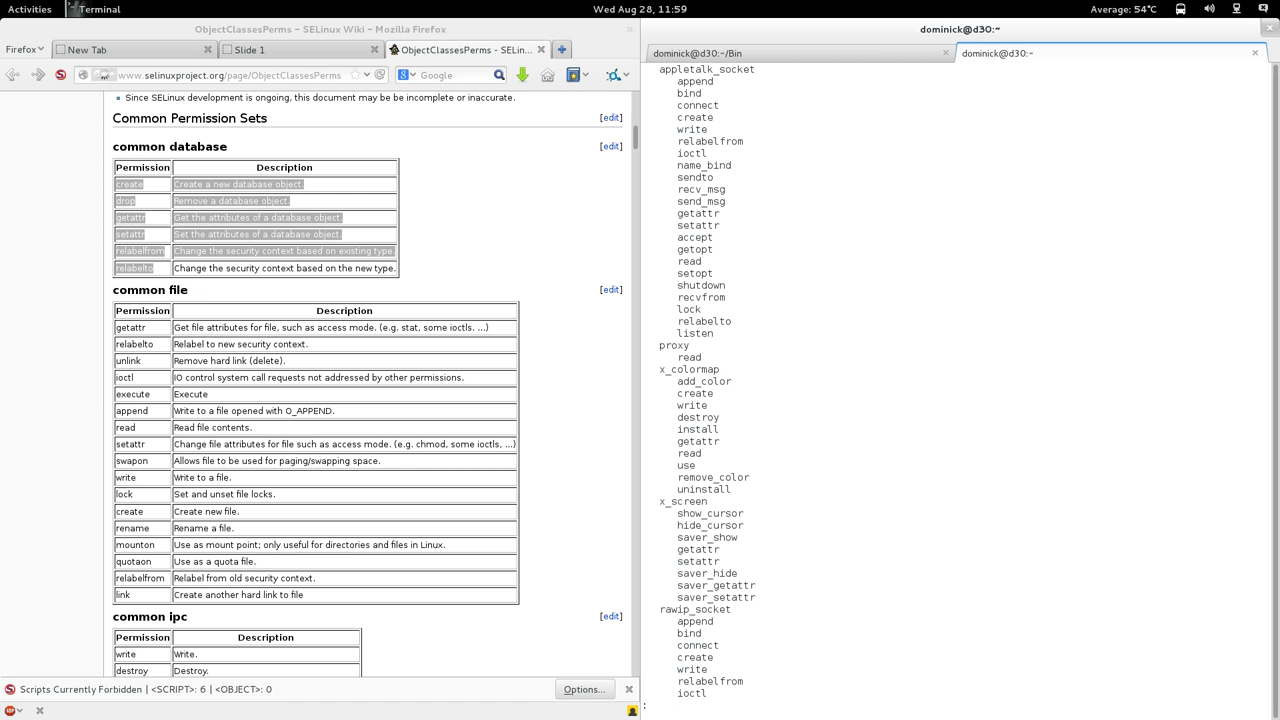 Activities
Terminal
Wed Aug 28, 11:59
Average: 54°C
ObjectClassesPerms - SELinux Wiki - Mozilla Firefox
Firefox
New Tab
Slide 1
ObjectClassesPerms - SELin...
www.selinuxproject.org/page/ObjectClassesPerms
Google
Since SELinux development is ongoing, this document may be be incomplete or inaccurate.
Common Permission Sets [edit]
common database [edit]
Permission Description
create Create a new database object.
drop Remove a database object.
getattr Get the attributes of a database object.
setattr Set the attributes of a database object.
relabelfrom Change the security context based on existing type.
relabelto Change the security context based on the new type.
common file [edit]
Permission Description
getattr Get file attributes for file, such as access mode. (e.g. stat, some ioctls. ...)
relabelto Relabel to new security context.
unlink Remove hard link (delete).
ioctl IO control system call requests not addressed by other permissions.
execute Execute
append Write to a file opened with O_APPEND.
read Read file contents.
setattr Change file attributes for file such as access mode. (e.g. chmod, some ioctls, ...)
swapon Allows file to be used for paging/swapping space.
write Write to a file.
lock Set and unset file locks.
create Create new file.
rename Rename a file.
mounton Use as mount point; only useful for directories and files in Linux.
quotaon Use as a quota file.
relabelfrom Relabel from old security context.
link Create another hard link to file
common ipc [edit]
Permission Description
write Write.
destroy Destroy.
Scripts Currently Forbidden | <SCRIPT>: 6 | <OBJECT>: 0
Options...
ABP
dominick@d30:~
dominick@d30:~/Bin
dominick@d30:~
appletalk_socket
append
bind
connect
create
write
relabelfrom
ioctl
name_bind
sendto
recv_msg
send_msg
getattr
setattr
accept
getopt
read
setopt
shutdown
recvfrom
lock
relabelto
listen
proxy
read
x_colormap
add_color
create
write
destroy
install
getattr
read
use
remove_color
uninstall
x_screen
show_cursor
hide_cursor
saver_show
getattr
setattr
saver_hide
saver_getattr
saver_setattr
rawip_socket
append
bind
connect
create
write
relabelfrom
ioctl
: